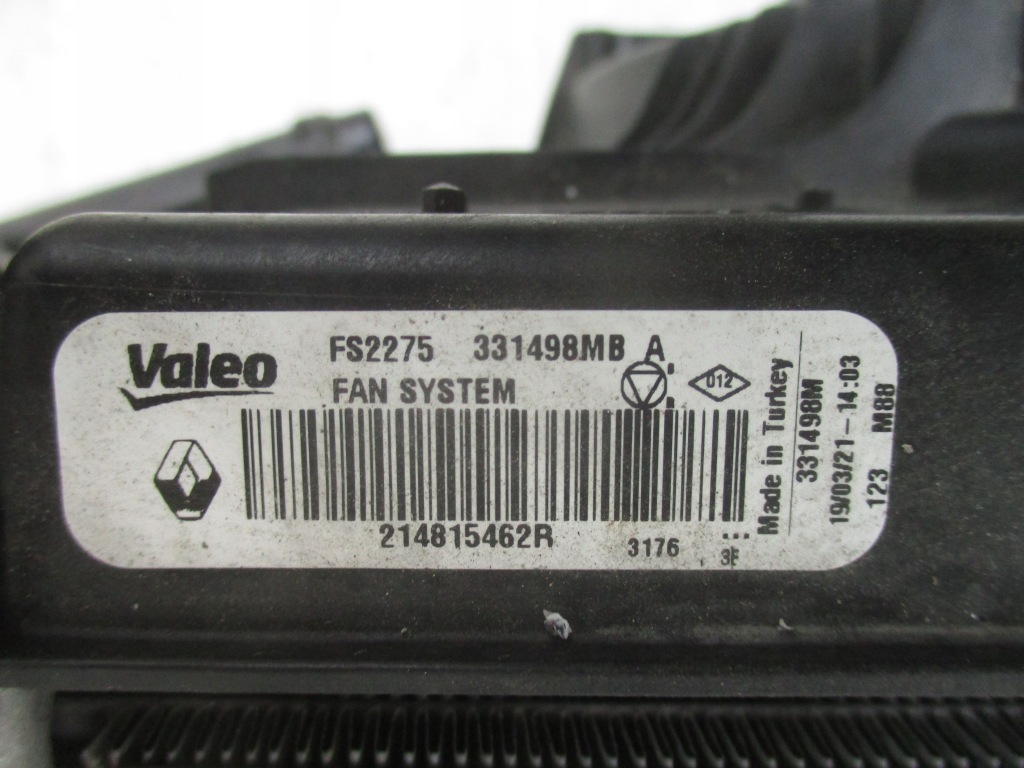 Valeo
FS2275 331498MB A
FAN SYSTEM
012
214815462R
3176
3E
Made in Turkey
331498M
19/03/21-14:03
123 M88